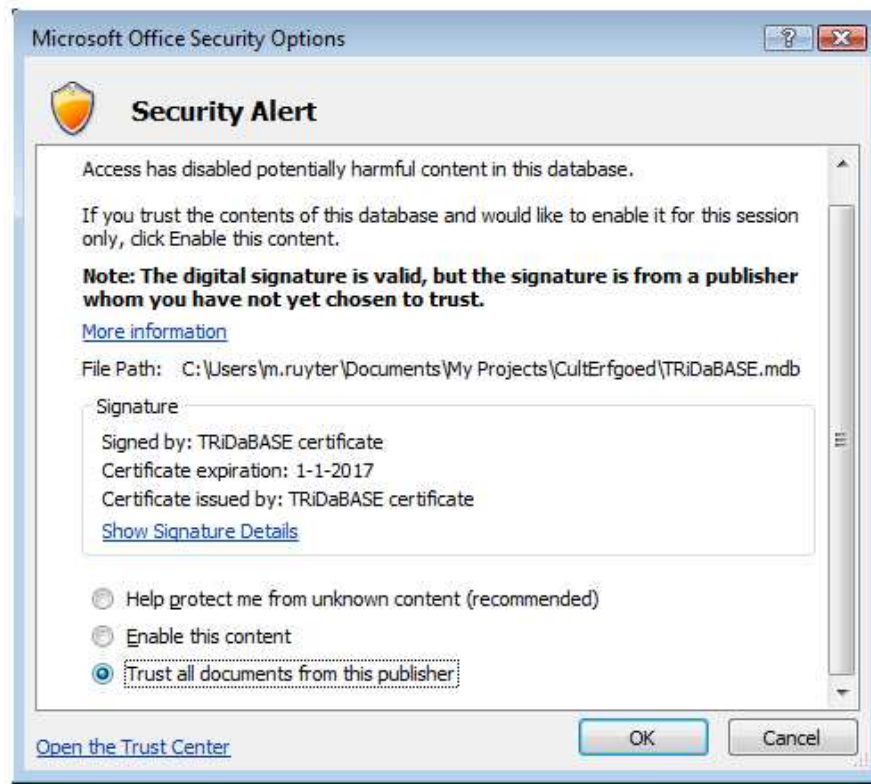 Microsoft Office Security Options
Security Alert
Access has disabled potentially harmful content in this database.
If you trust the contents of this database and would like to enable it for this session
only, click Enable this content.
Note: The digital signature is valid, but the signature is from a publisher
whom you have not yet chosen to trust.
More information
File Path: C:\Users\m.ruyter\Documents\My Projects\CultErfgoed\TRiDaBASE.mdb
Signature
Signed by: TRiDaBASE certificate
Certificate expiration: 1-1-2017
Certificate issued by: TRiDaBASE certificate
Show Signature Details
Help protect me from unknown content (recommended)
Enable this content
Trust all documents from this publisher
Open the Trust Center
OK
Cancel